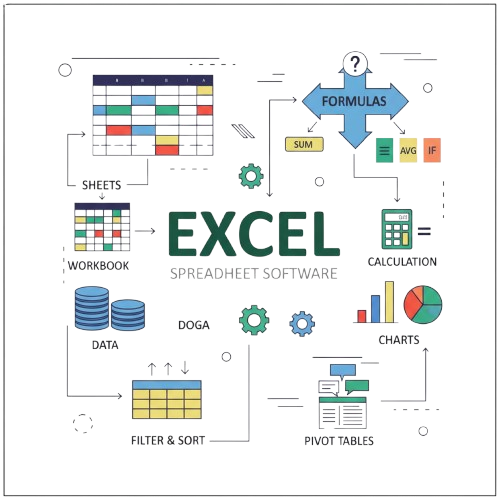 ?
FORMULAS
SUM
AVG
IF
SHEETS
EXCEL
SPREADHEET SOFTWARE
WORKBOOK
=
CALCULATION
DATA
DOGA
CHARTS
FILTER & SORT
PIVOT TABLES